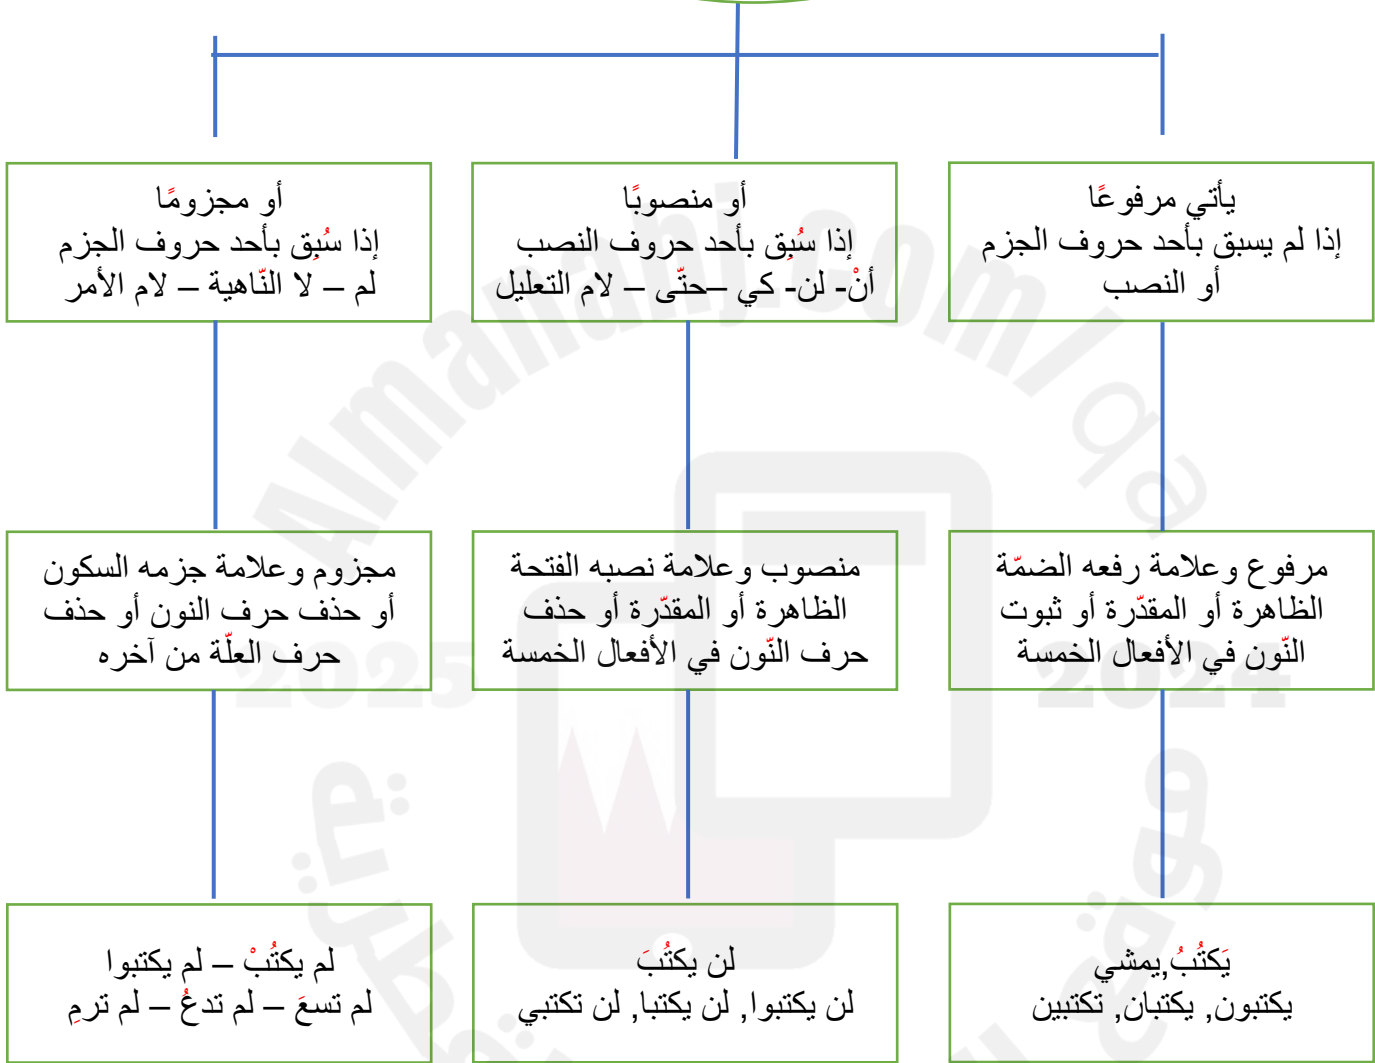 يأتي مرفوعًا
إذا لم يسبق بأحد حروف الجزم
أو النصب
أو منصوبًا
إذا سُبِق بأحد حروف النصب
أنْ- لن- كي –حتّى – لام التعليل
أو مجزومًا
إذا سُبِق بأحد حروف الجزم
لم – لا النّاهية – لام الأمر
مرفوع وعلامة رفعه الضمّة
الظاهرة أو المقدّرة أو ثبوت
النّون في الأفعال الخمسة
منصوب وعلامة نصبه الفتحة
الظاهرة أو المقدّرة أو حذف
حرف النّون في الأفعال الخمسة
مجزوم وعلامة جزمه السكون
أو حذف حرف النون أو حذف
حرف العلّة من آخره
يَكتُبُ,يمشي
يكتبون, يكتبان, تكتبين
لن يكتُبَ
لن يكتبوا, لن يكتبا, لن تكتبي
لم يكتُبْ – لم يكتبوا
لم تسعَ – لم تدعُ – لم ترمِ
Almanahj.com/qa
2025
2024